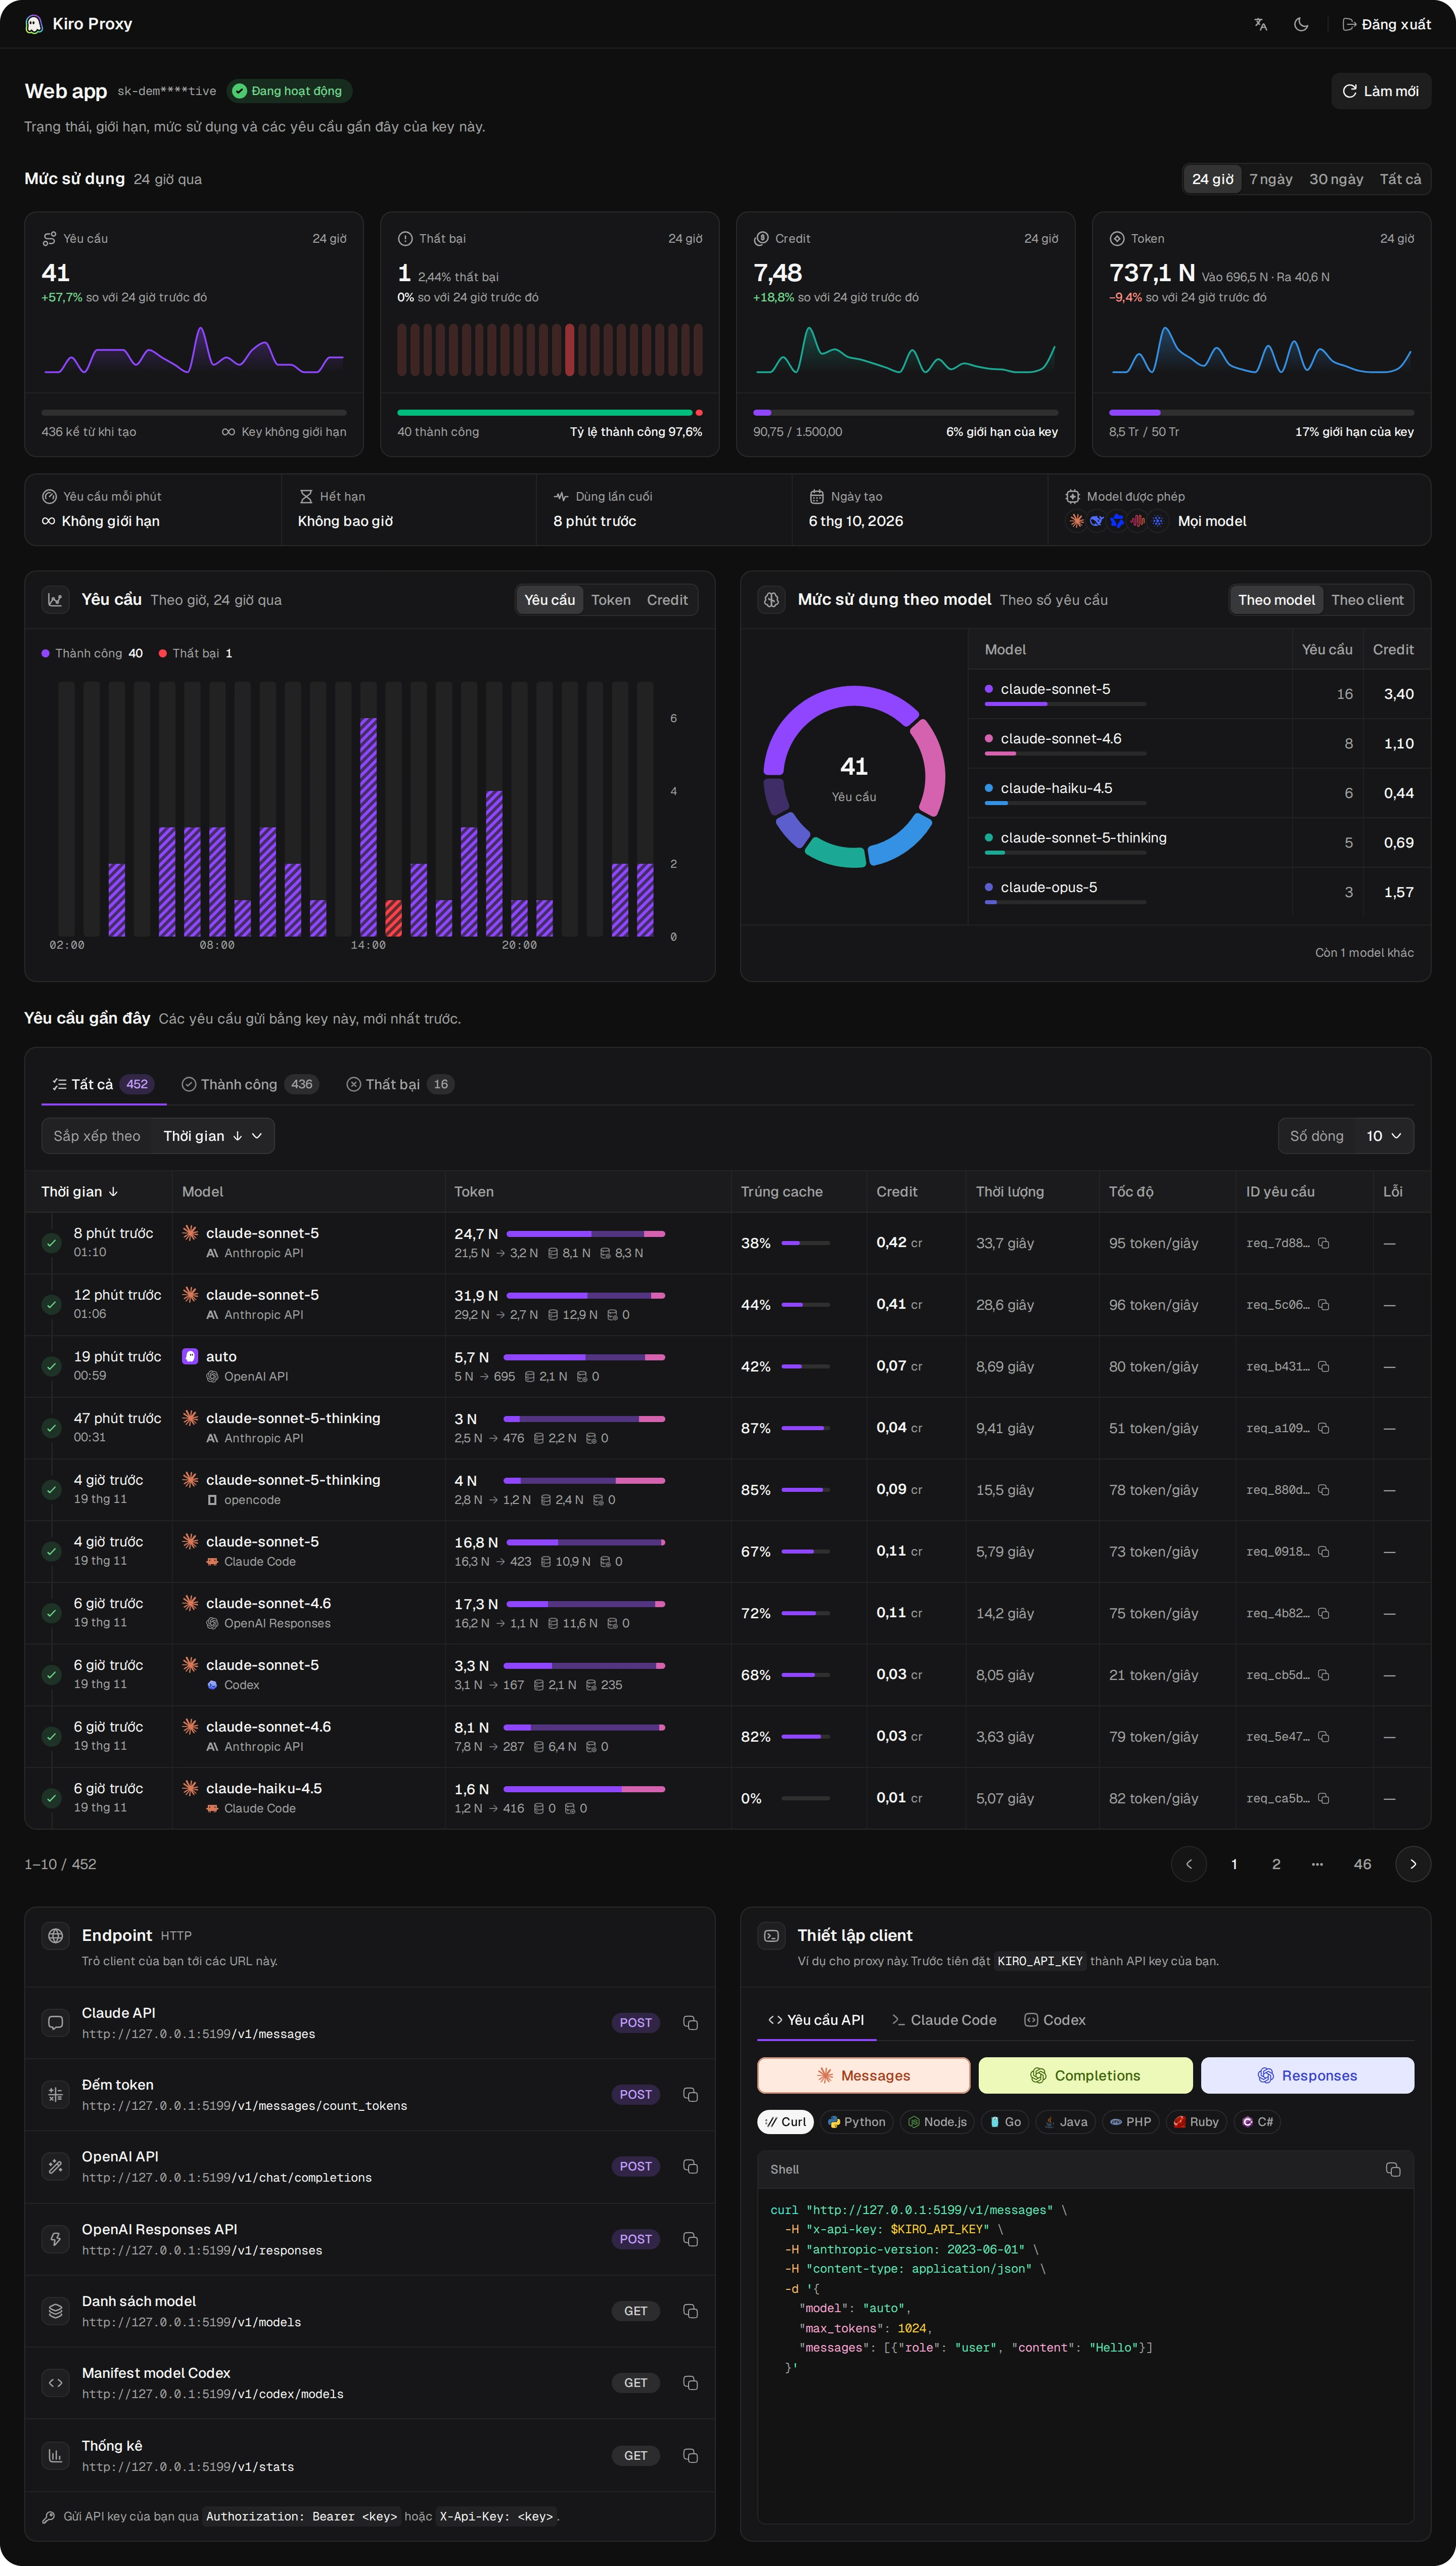 Kiro Proxy
Đăng xuất
Web app sk-dem****tive Đang hoạt động
Làm mới
Trạng thái, giới hạn, mức sử dụng và các yêu cầu gần đây của key này.
Mức sử dụng 24 giờ qua
24 giờ 7 ngày 30 ngày Tất cả
Yêu cầu 24 giờ
41
+57,7% so với 24 giờ trước đó
436 kể từ khi tạo Key không giới hạn
Thất bại 24 giờ
1 2,44% thất bại
0% so với 24 giờ trước đó
40 thành công Tỷ lệ thành công 97,6%
Credit 24 giờ
7,48
+18,8% so với 24 giờ trước đó
90,75 / 1.500,00 6% giới hạn của key
Token 24 giờ
737,1 N Vào 696,5 N · Ra 40,6 N
−9,4% so với 24 giờ trước đó
8,5 Tr / 50 Tr 17% giới hạn của key
Yêu cầu mỗi phút
Không giới hạn
Hết hạn
Không bao giờ
Dùng lần cuối
8 phút trước
Ngày tạo
6 thg 10, 2026
Model được phép
Mọi model
Yêu cầu Theo giờ, 24 giờ qua
Yêu cầu Token Credit
Thành công 40 Thất bại 1
6
4
2
0
02:00 08:00 14:00 20:00
Mức sử dụng theo model Theo số yêu cầu
Theo model Theo client
41
Yêu cầu
Model Yêu cầu Credit
claude-sonnet-5 16 3,40
claude-sonnet-4.6 8 1,10
claude-haiku-4.5 6 0,44
claude-sonnet-5-thinking 5 0,69
claude-opus-5 3 1,57
Còn 1 model khác
Yêu cầu gần đây Các yêu cầu gửi bằng key này, mới nhất trước.
Tất cả 452 Thành công 436 Thất bại 16
Sắp xếp theo Thời gian ↓
Số dòng 10
Thời gian ↓ Model Token Trúng cache Credit Thời lượng Tốc độ ID yêu cầu Lỗi
8 phút trước claude-sonnet-5 24,7 N 38% 0,42 cr 33,7 giây 95 token/giây req_7d88… —
01:10 Anthropic API 21,5 N → 3,2 N 8,1 N 8,3 N
12 phút trước claude-sonnet-5 31,9 N 44% 0,41 cr 28,6 giây 96 token/giây req_5c06… —
01:06 Anthropic API 29,2 N → 2,7 N 12,9 N 0
19 phút trước auto 5,7 N 42% 0,07 cr 8,69 giây 80 token/giây req_b431… —
00:59 OpenAI API 5 N → 695 2,1 N 0
47 phút trước claude-sonnet-5-thinking 3 N 87% 0,04 cr 9,41 giây 51 token/giây req_a109… —
00:31 Anthropic API 2,5 N → 476 2,2 N 0
4 giờ trước claude-sonnet-5-thinking 4 N 85% 0,09 cr 15,5 giây 78 token/giây req_880d… —
19 thg 11 opencode 2,8 N → 1,2 N 2,4 N 0
4 giờ trước claude-sonnet-5 16,8 N 67% 0,11 cr 5,79 giây 73 token/giây req_0918… —
19 thg 11 Claude Code 16,3 N → 423 10,9 N 0
6 giờ trước claude-sonnet-4.6 17,3 N 72% 0,11 cr 14,2 giây 75 token/giây req_4b82… —
19 thg 11 OpenAI Responses 16,2 N → 1,1 N 11,6 N 0
6 giờ trước claude-sonnet-5 3,3 N 68% 0,03 cr 8,05 giây 21 token/giây req_cb5d… —
19 thg 11 Codex 3,1 N → 167 2,1 N 235
6 giờ trước claude-sonnet-4.6 8,1 N 82% 0,03 cr 3,63 giây 79 token/giây req_5e47… —
19 thg 11 Anthropic API 7,8 N → 287 6,4 N 0
6 giờ trước claude-haiku-4.5 1,6 N 0% 0,01 cr 5,07 giây 82 token/giây req_ca5b… —
19 thg 11 Claude Code 1,2 N → 416 0 0
1–10 / 452
1 2 ··· 46
Endpoint HTTP
Trỏ client của bạn tới các URL này.
Claude API
http://127.0.0.1:5199/v1/messages
POST
Đếm token
http://127.0.0.1:5199/v1/messages/count_tokens
POST
OpenAI API
http://127.0.0.1:5199/v1/chat/completions
POST
OpenAI Responses API
http://127.0.0.1:5199/v1/responses
POST
Danh sách model
http://127.0.0.1:5199/v1/models
GET
Manifest model Codex
http://127.0.0.1:5199/v1/codex/models
GET
Thống kê
http://127.0.0.1:5199/v1/stats
GET
Gửi API key của bạn qua Authorization: Bearer <key> hoặc X-Api-Key: <key>.
Thiết lập client
Ví dụ cho proxy này. Trước tiên đặt KIRO_API_KEY thành API key của bạn.
Yêu cầu API Claude Code Codex
Messages Completions Responses
Curl Python Node.js Go Java PHP Ruby C#
Shell
curl "http://127.0.0.1:5199/v1/messages" \
-H "x-api-key: $KIRO_API_KEY" \
-H "anthropic-version: 2023-06-01" \
-H "content-type: application/json" \
-d '{
"model": "auto",
"max_tokens": 1024,
"messages": [{"role": "user", "content": "Hello"}]
}'